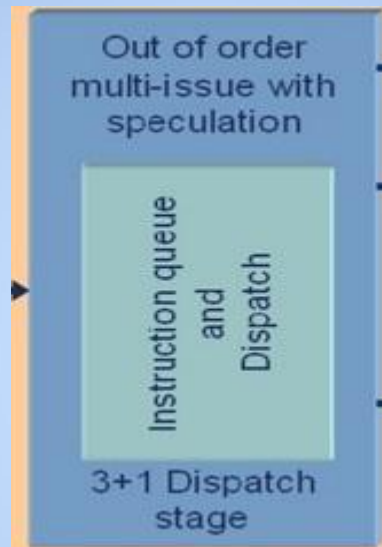 Out of order
multi-issue with
speculation
Instruction queue
and
Dispatch
3+1 Dispatch
stage